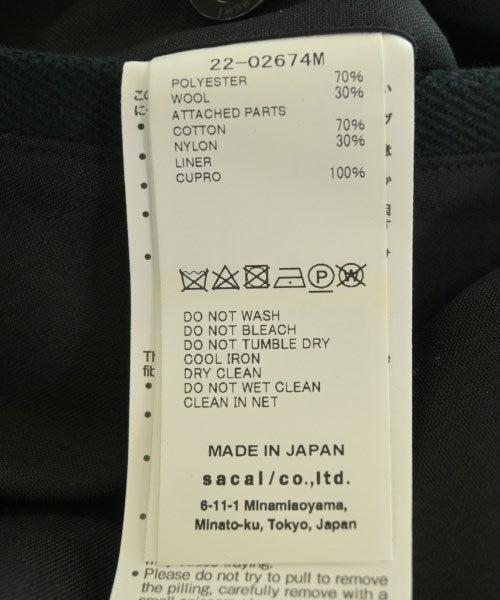 22-02674M
POLYESTER 70%
WOOL 30%
ATTACHED PARTS
COTTON 70%
NYLON 30%
LINER
CUPRO 100%
DO NOT WASH
DO NOT BLEACH
DO NOT TUMBLE DRY
COOL IRON
DRY CLEAN
DO NOT WET CLEAN
CLEAN IN NET
MADE IN JAPAN
sacai/co.,ltd.
6-11-1 Minamiaoyama,
Minato-ku, Tokyo, Japan
• Please do not try to pull to remove
the pilling, carefully remove with a